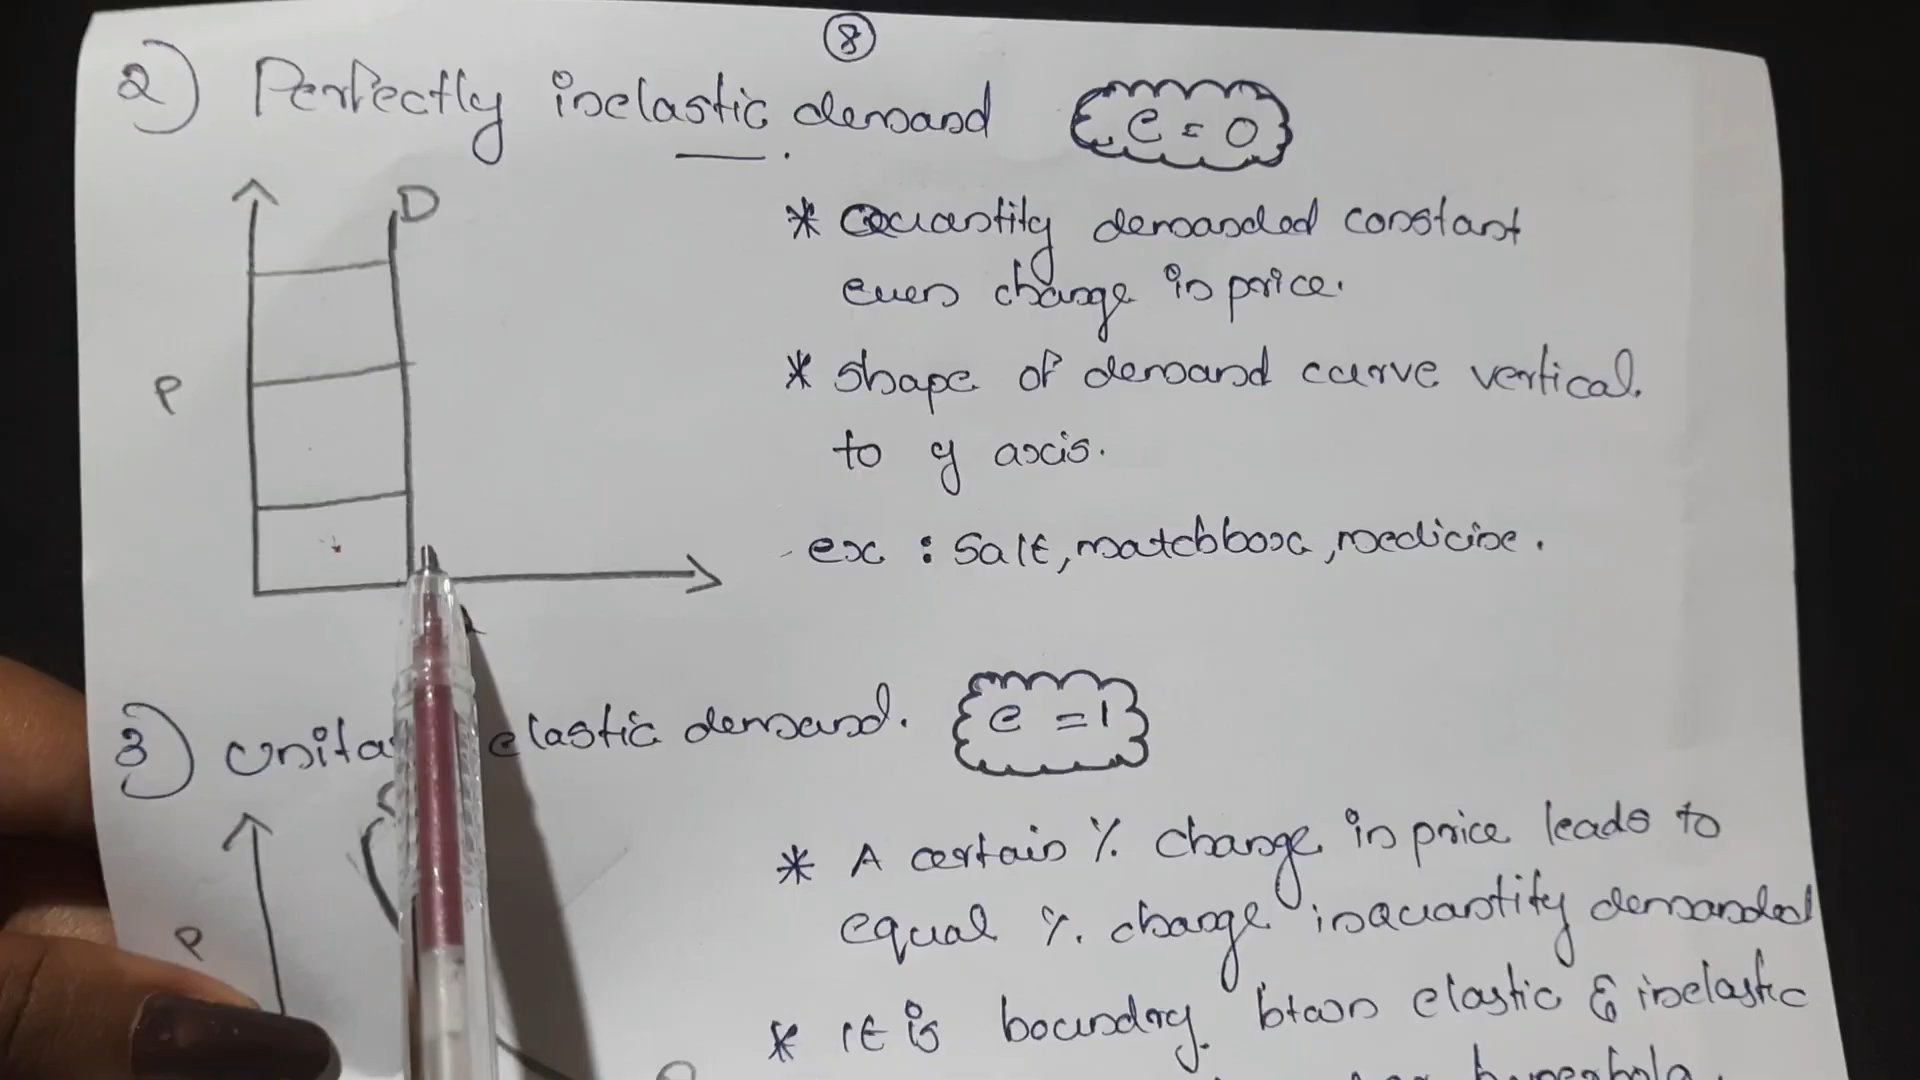 8
2) Perfectly inelastic demand e = 0
D
* Quantity demanded constant
even change in price.
P
* shape of demand curve vertical.
to y axis.
ex : Salt, matchbox, medicine.
3) elastic demand. e = 1
* A certain % change in price leads to
equal % change in quantity demanded
P
* it is boundry btwn elastic & inelastic
hyperbola.